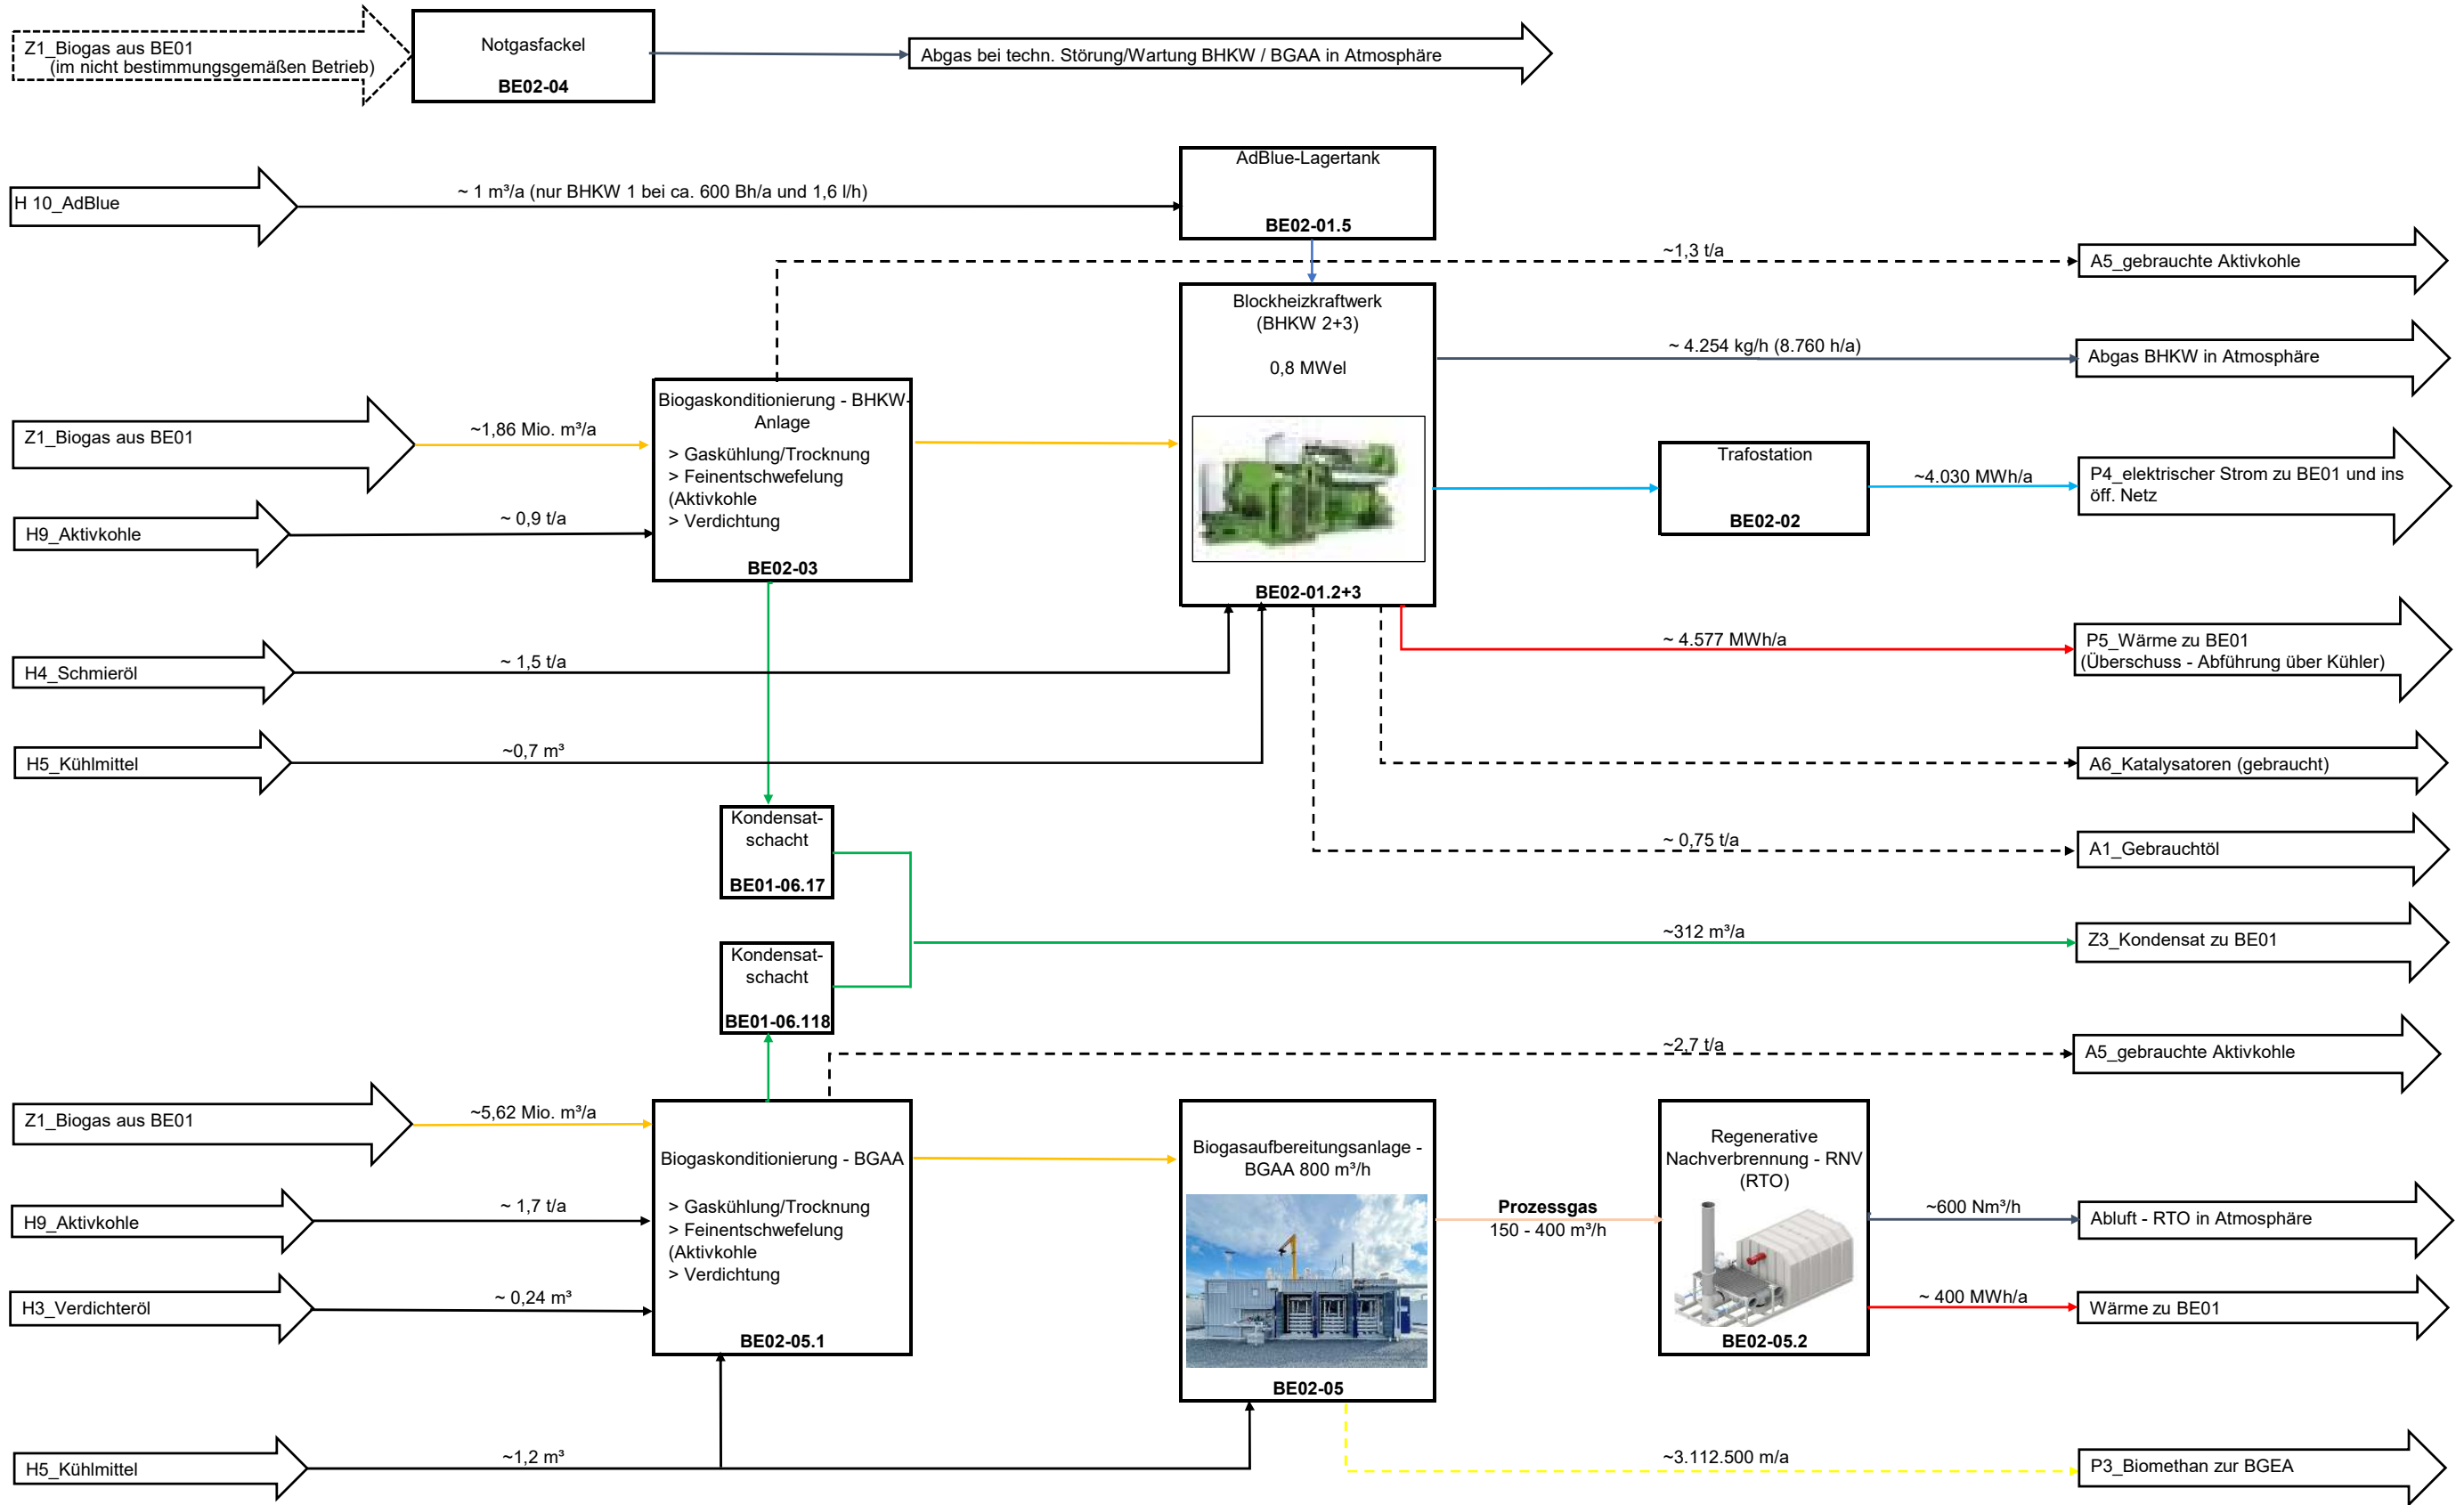 Z1_Biogas aus BE01
(im nicht bestimmungsgemäßen Betrieb)
Notgasfackel
BE02-04
Abgas bei techn. Störung/Wartung BHKW / BGAA in Atmosphäre
H 10_AdBlue
~ 1 m³/a (nur BHKW 1 bei ca. 600 Bh/a und 1,6 l/h)
AdBlue-Lagertank
BE02-01.5
~1,3 t/a
A5_gebrauchte Aktivkohle
Blockheizkraftwerk
(BHKW 2+3)
0,8 MWel
BE02-01.2+3
~ 4.254 kg/h (8.760 h/a)
Abgas BHKW in Atmosphäre
Z1_Biogas aus BE01
~1,86 Mio. m³/a
Biogaskonditionierung - BHKW-
Anlage
> Gaskühlung/Trocknung
> Feinentschwefelung
(Aktivkohle
> Verdichtung
BE02-03
H9_Aktivkohle
~ 0,9 t/a
Trafostation
BE02-02
~4.030 MWh/a
P4_elektrischer Strom zu BE01 und ins
öff. Netz
H4_Schmieröl
~ 1,5 t/a
~ 4.577 MWh/a
P5_Wärme zu BE01
(Überschuss - Abführung über Kühler)
H5_Kühlmittel
~0,7 m³
A6_Katalysatoren (gebraucht)
Kondensat-
schacht
BE01-06.17
~ 0,75 t/a
A1_Gebrauchtöl
Kondensat-
schacht
BE01-06.118
~312 m³/a
Z3_Kondensat zu BE01
~2,7 t/a
A5_gebrauchte Aktivkohle
Z1_Biogas aus BE01
~5,62 Mio. m³/a
Biogaskonditionierung - BGAA
> Gaskühlung/Trocknung
> Feinentschwefelung
(Aktivkohle
> Verdichtung
BE02-05.1
H9_Aktivkohle
~ 1,7 t/a
H3_Verdichteröl
~ 0,24 m³
Biogasaufbereitungsanlage -
BGAA 800 m³/h
BE02-05
Prozessgas
150 - 400 m³/h
Regenerative
Nachverbrennung - RNV
(RTO)
BE02-05.2
~600 Nm³/h
Abluft - RTO in Atmosphäre
~ 400 MWh/a
Wärme zu BE01
H5_Kühlmittel
~1,2 m³
~3.112.500 m/a
P3_Biomethan zur BGEA